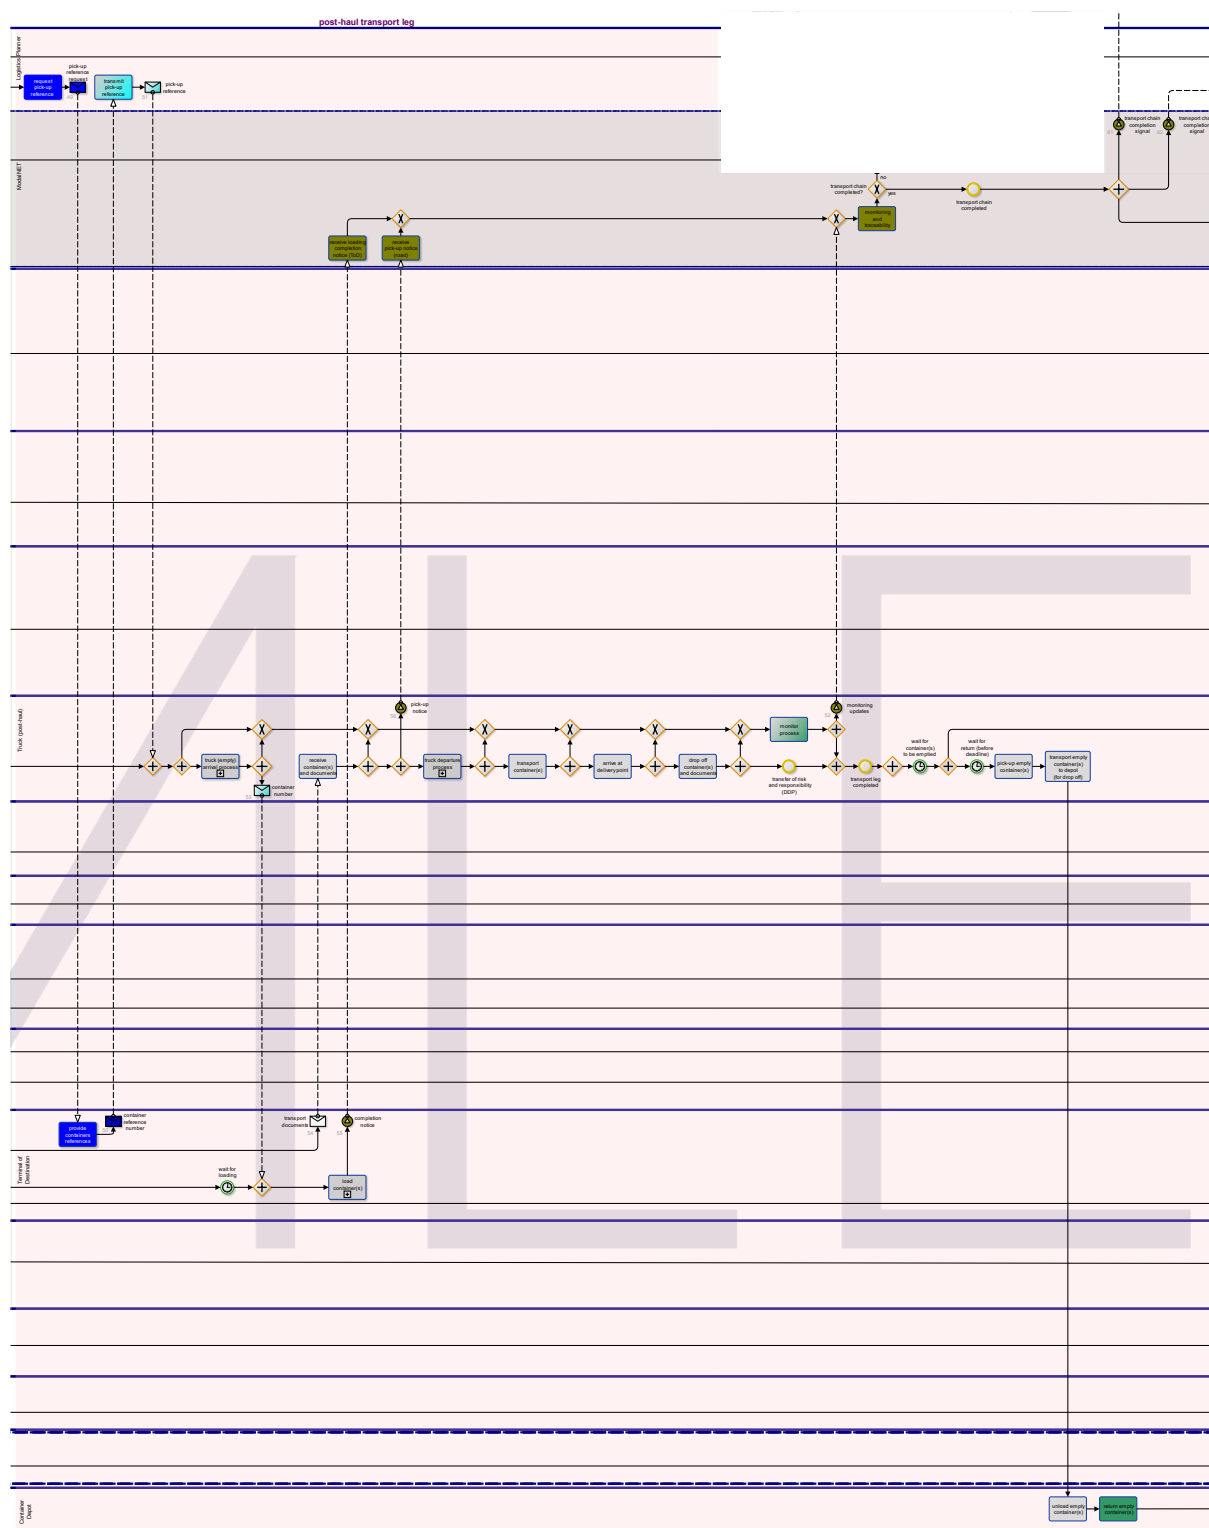 post-haul transport leg
Logistics Planner
request
pick-up
reference
pick-up
reference
request
transmit
pick-up
reference
pick-up
reference
ModalNET
transport chain
completion
signal
transport chain completed?
no
yes
transport chain
completed
monitoring
and
traceability
receive loading
completion
notice (ToD)
receive
pick-up notice
(road)
Truck (post-haul)
pick-up
notice
monitoring
updates
truck (empty)
arrival process
container
number
receive
container(s)
and documents
truck departure
process
transport
container(s)
arrive at
delivery point
drop off
container(s)
and documents
monitor
process
transfer of risk
and responsibility
(DDP)
transport leg
completed
wait for
container(s)
to be emptied
wait for
return (before
deadline)
pick-up empty
container(s)
transport empty
container(s)
to depot
(for drop off)
provide
containers
references
container
reference
number
transport
documents
completion
notice
Terminal of
Destination
wait for
loading
load
container(s)
Container
Depot
unload empty
container(s)
return empty
container(s)